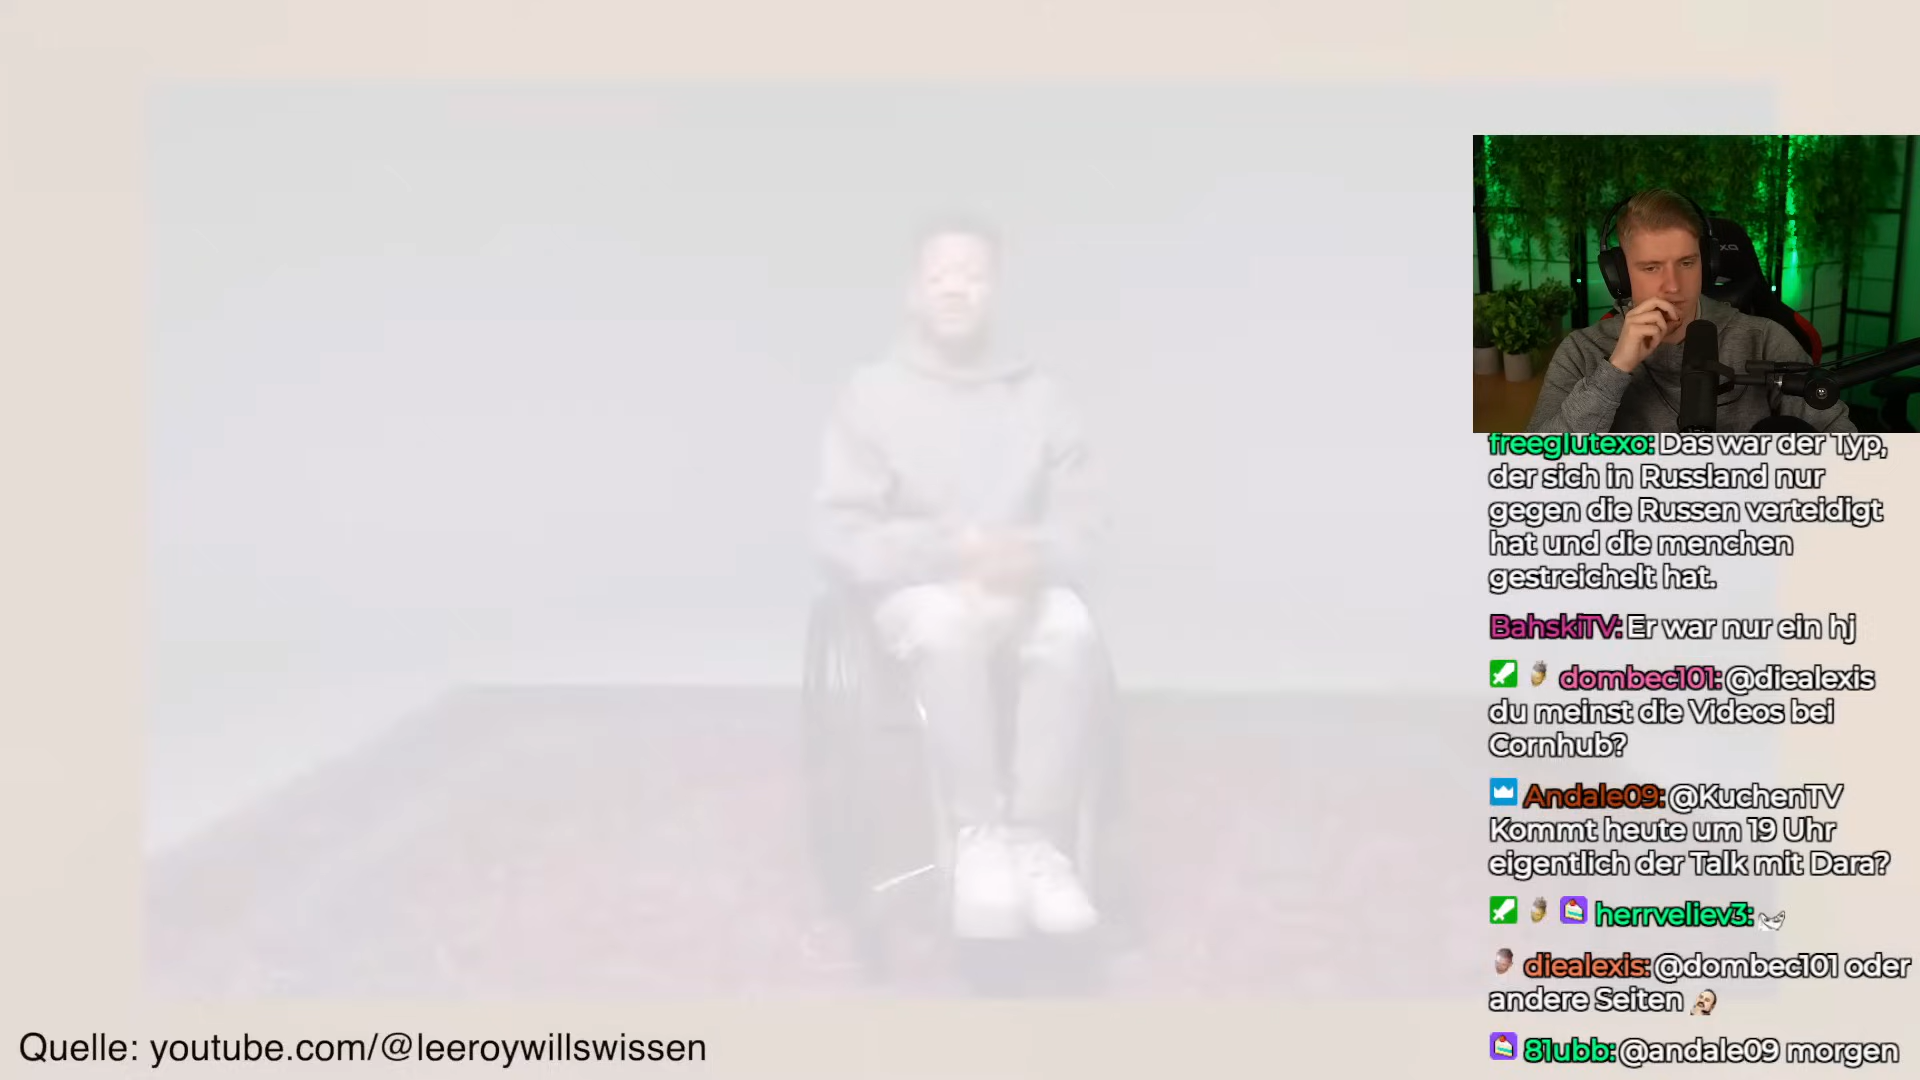 freeglutexo: Das war der Typ,
der sich in Russland nur
gegen die Russen verteidigt
hat und die menchen
gestreichelt hat.
BahskiTV: Er war nur ein hj
dombec101: @diealexis
du meinst die Videos bei
Cornhub?
Andale09: @KuchenTV
Kommt heute um 19 Uhr
eigentlich der Talk mit Dara?
herrveliev3:
diealexis: @dombec101 oder
andere Seiten
81ubb: @andale09 morgen
Quelle: youtube.com/@leeroywillswissen